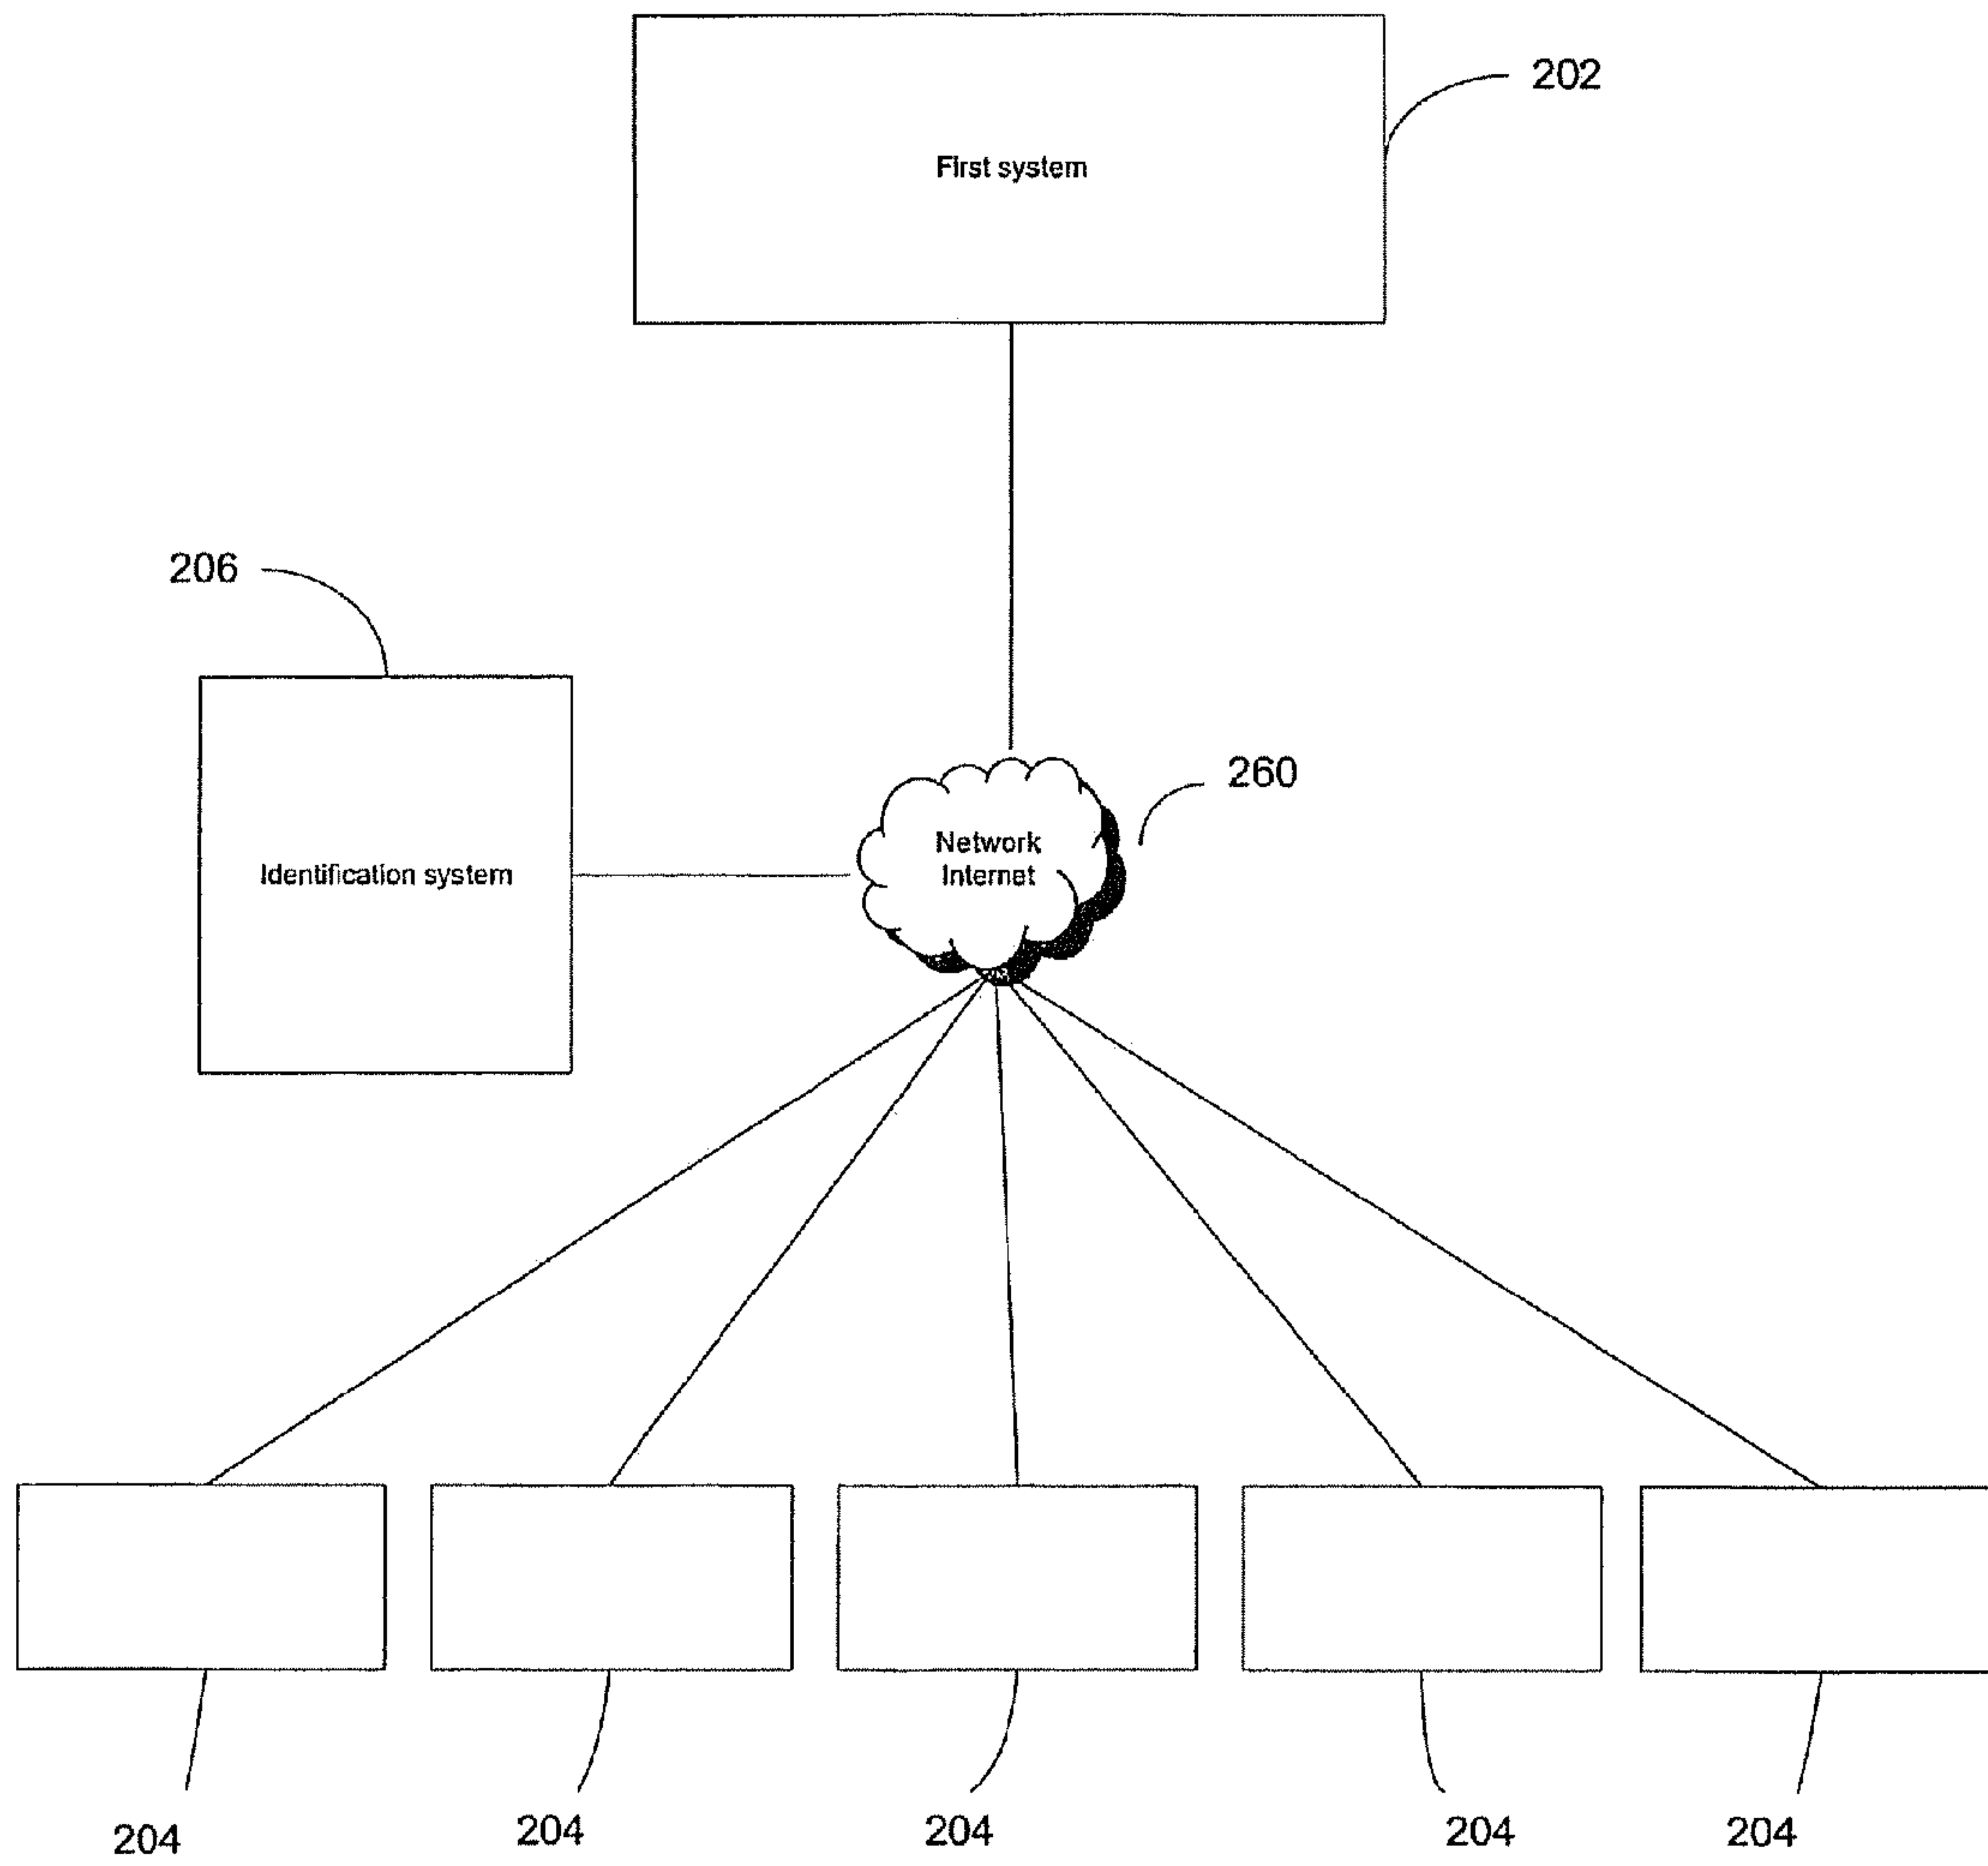 202
First system
206
260
Network
Internet
Identification system
204
204
204
204
204